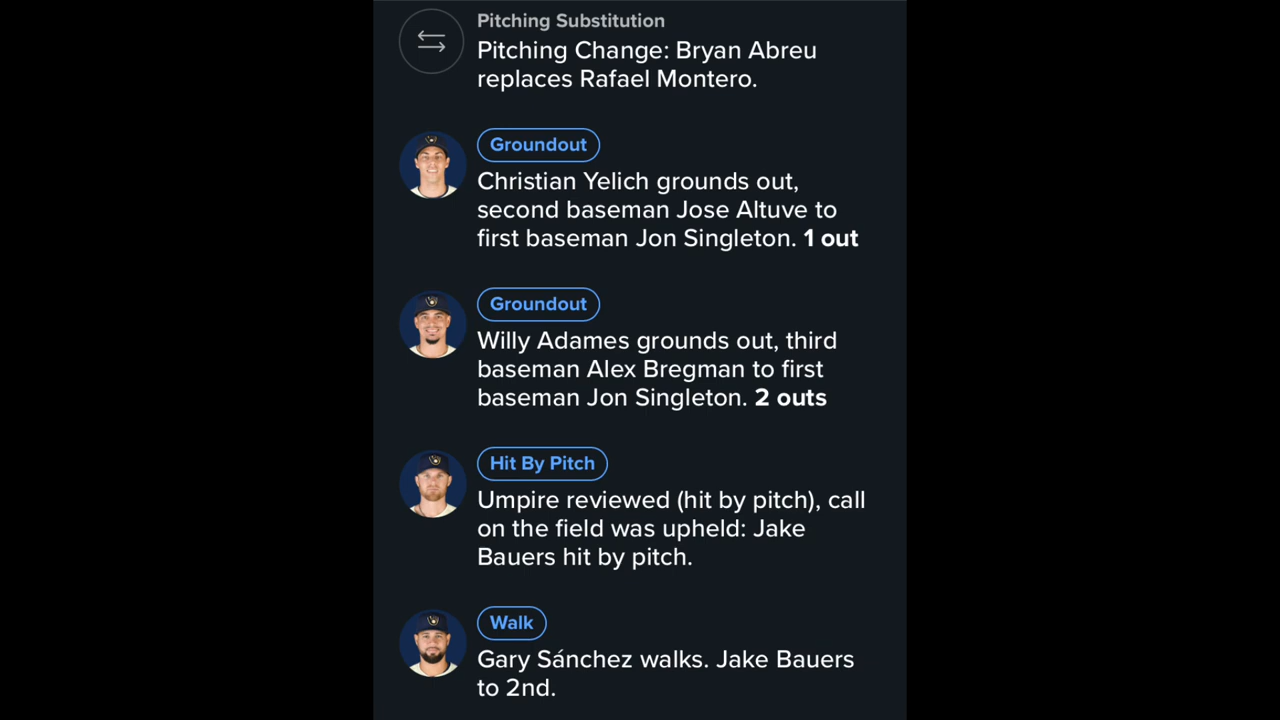 Pitching Substitution
Pitching Change: Bryan Abreu
replaces Rafael Montero.
Groundout
Christian Yelich grounds out,
second baseman Jose Altuve to
first baseman Jon Singleton. 1 out
Groundout
Willy Adames grounds out, third
baseman Alex Bregman to first
baseman Jon Singleton. 2 outs
Hit By Pitch
Umpire reviewed (hit by pitch), call
on the field was upheld: Jake
Bauers hit by pitch.
Walk
Gary Sánchez walks. Jake Bauers
to 2nd.